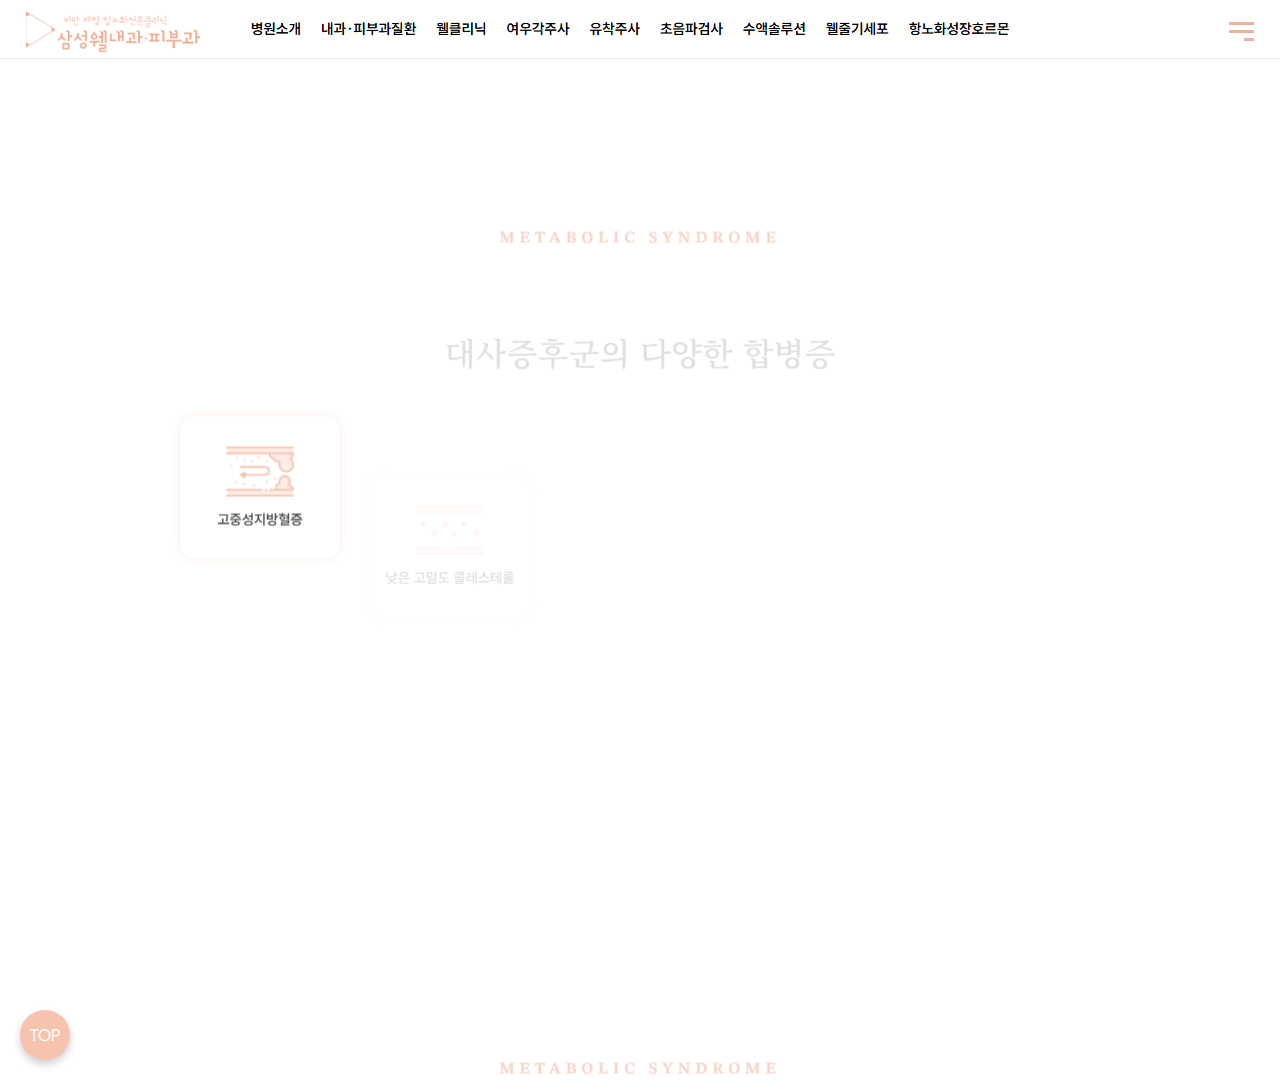 비만 체형 항노화전문클리닉
삼성웰내과·피부과
병원소개 내과·피부과질환 웰클리닉 여우각주사 유착주사 초음파검사 수액솔루션 웰줄기세포 항노화성장호르몬
METABOLIC SYNDROME
대사증후군의 다양한 합병증
고중성지방혈증
낮은 고밀도 콜레스테롤
TOP
METABOLIC SYNDROME